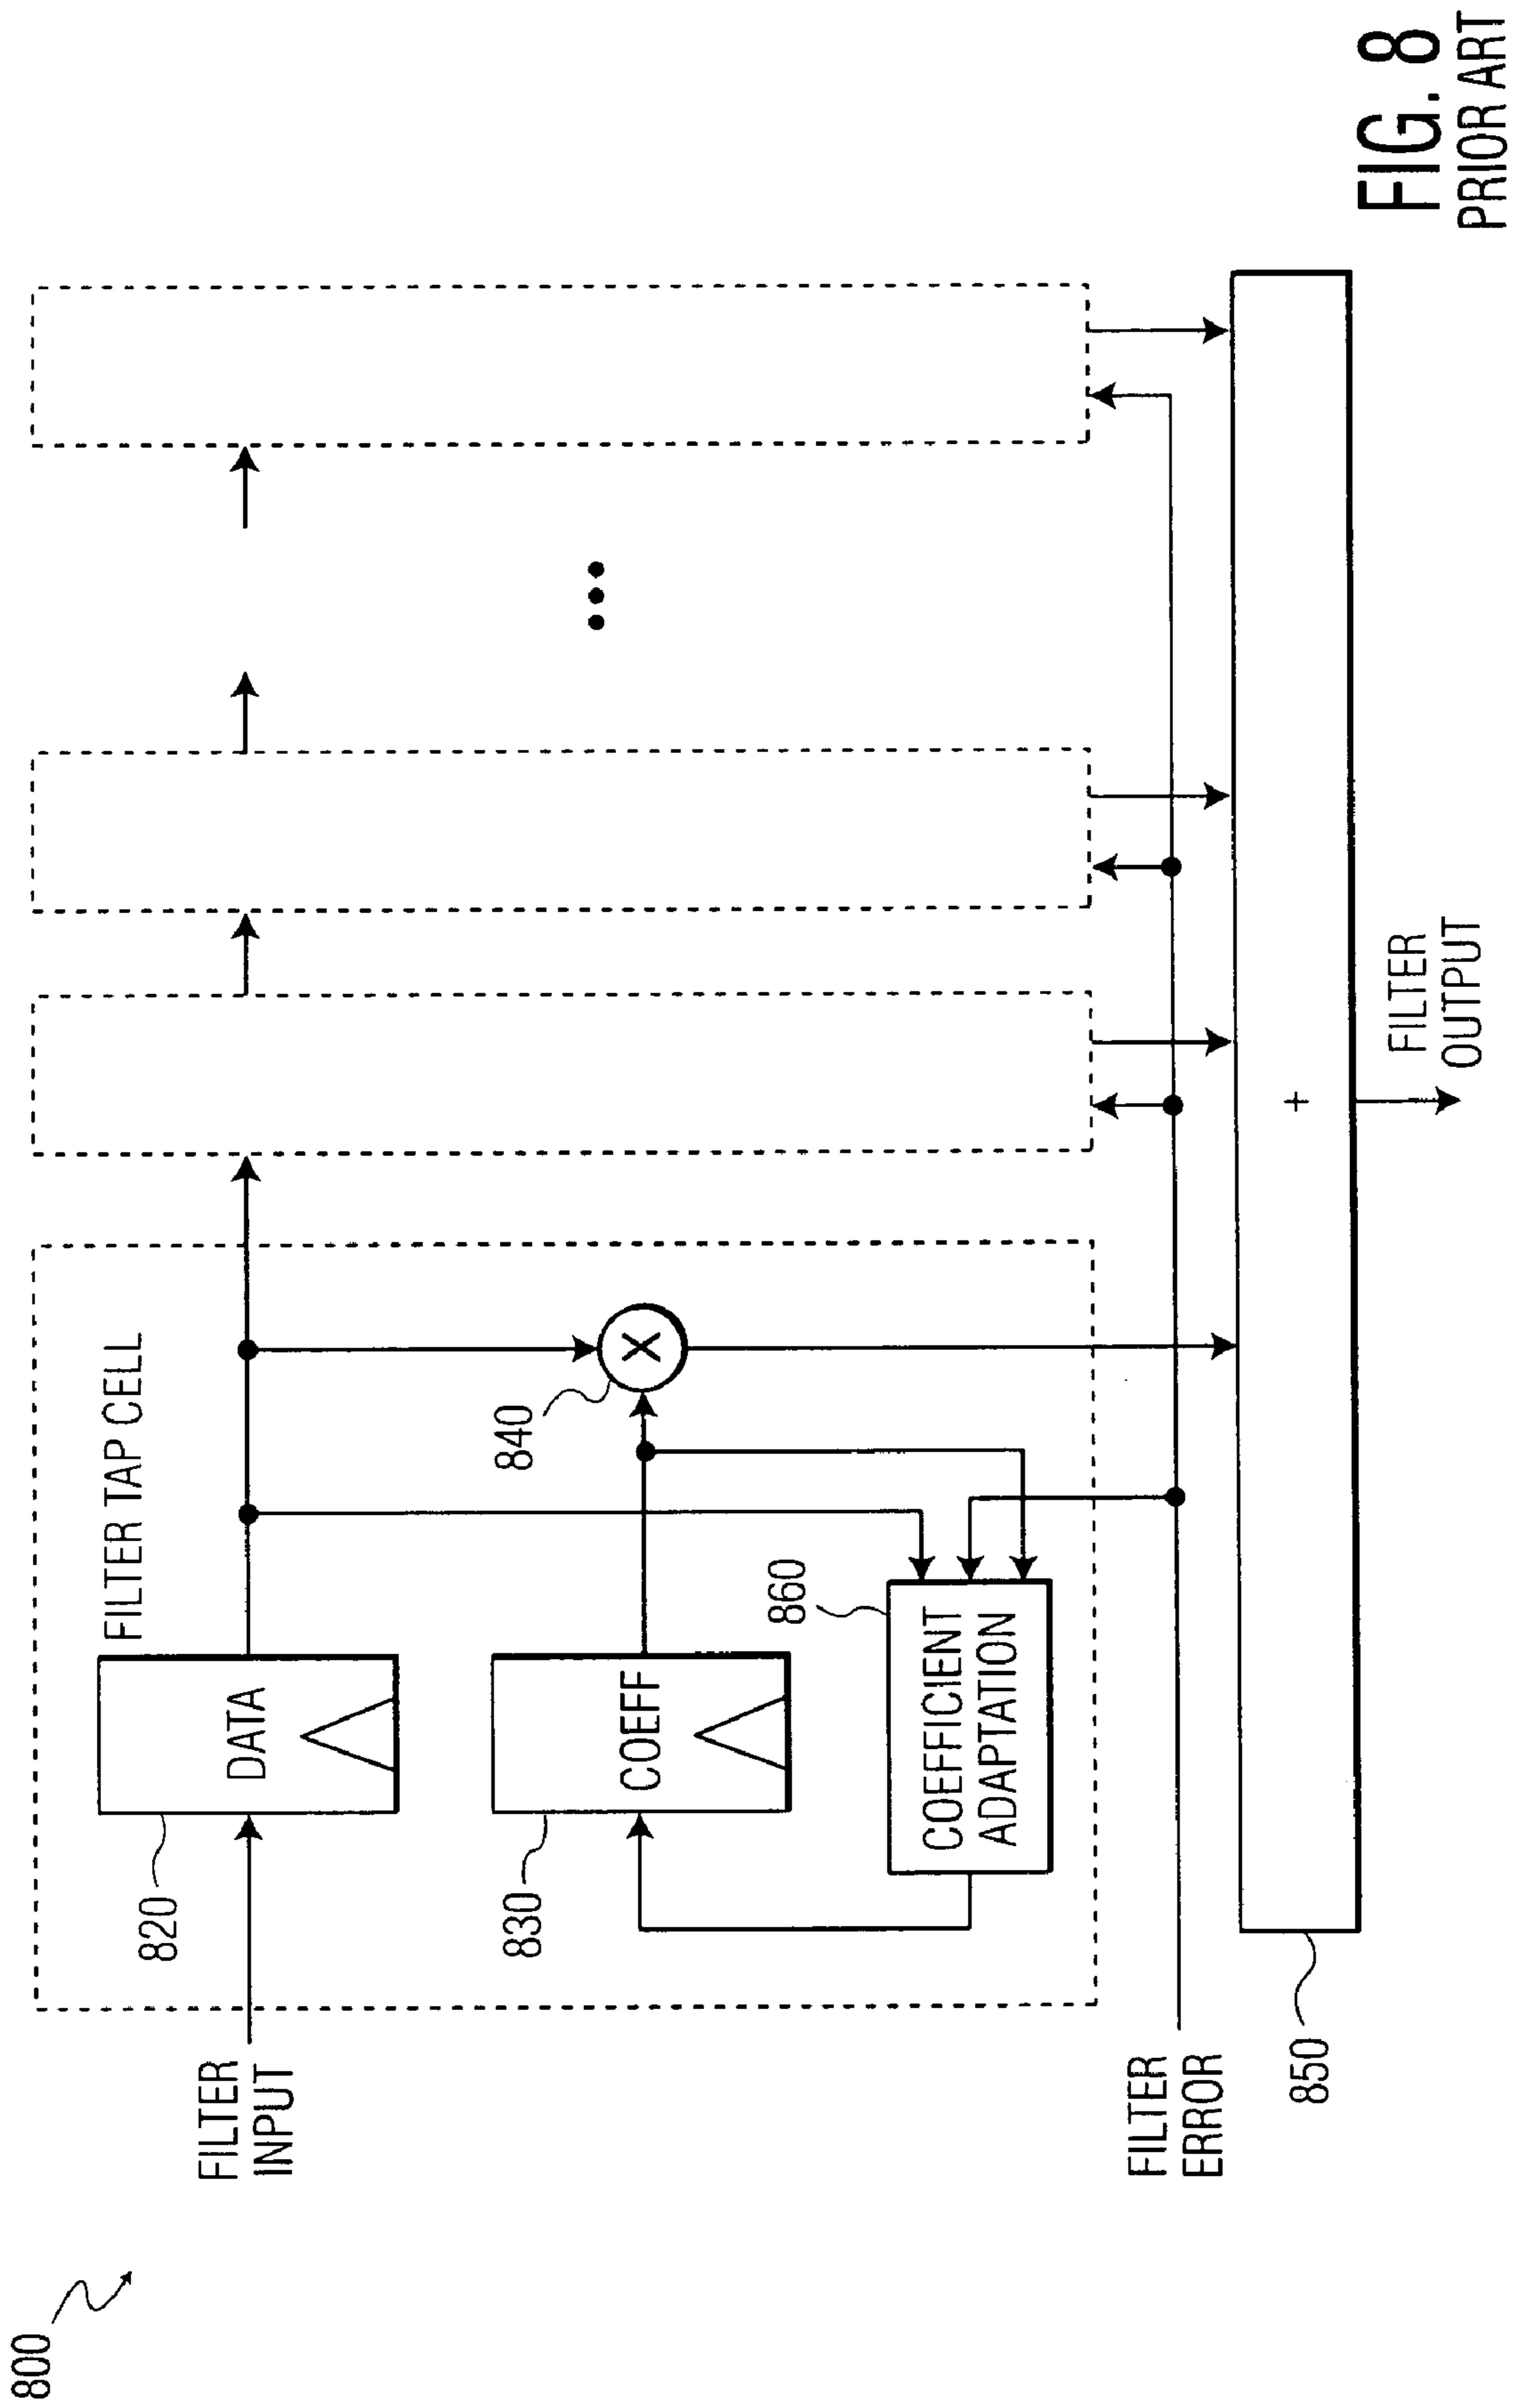 800
FILTER
INPUT
820
DATA
FILTER TAP CELL
830
COEFF
840
X
860
COEFFICIENT
ADAPTATION
FILTER
ERROR
850
+
FILTER
OUTPUT
FIG. 8
PRIOR ART